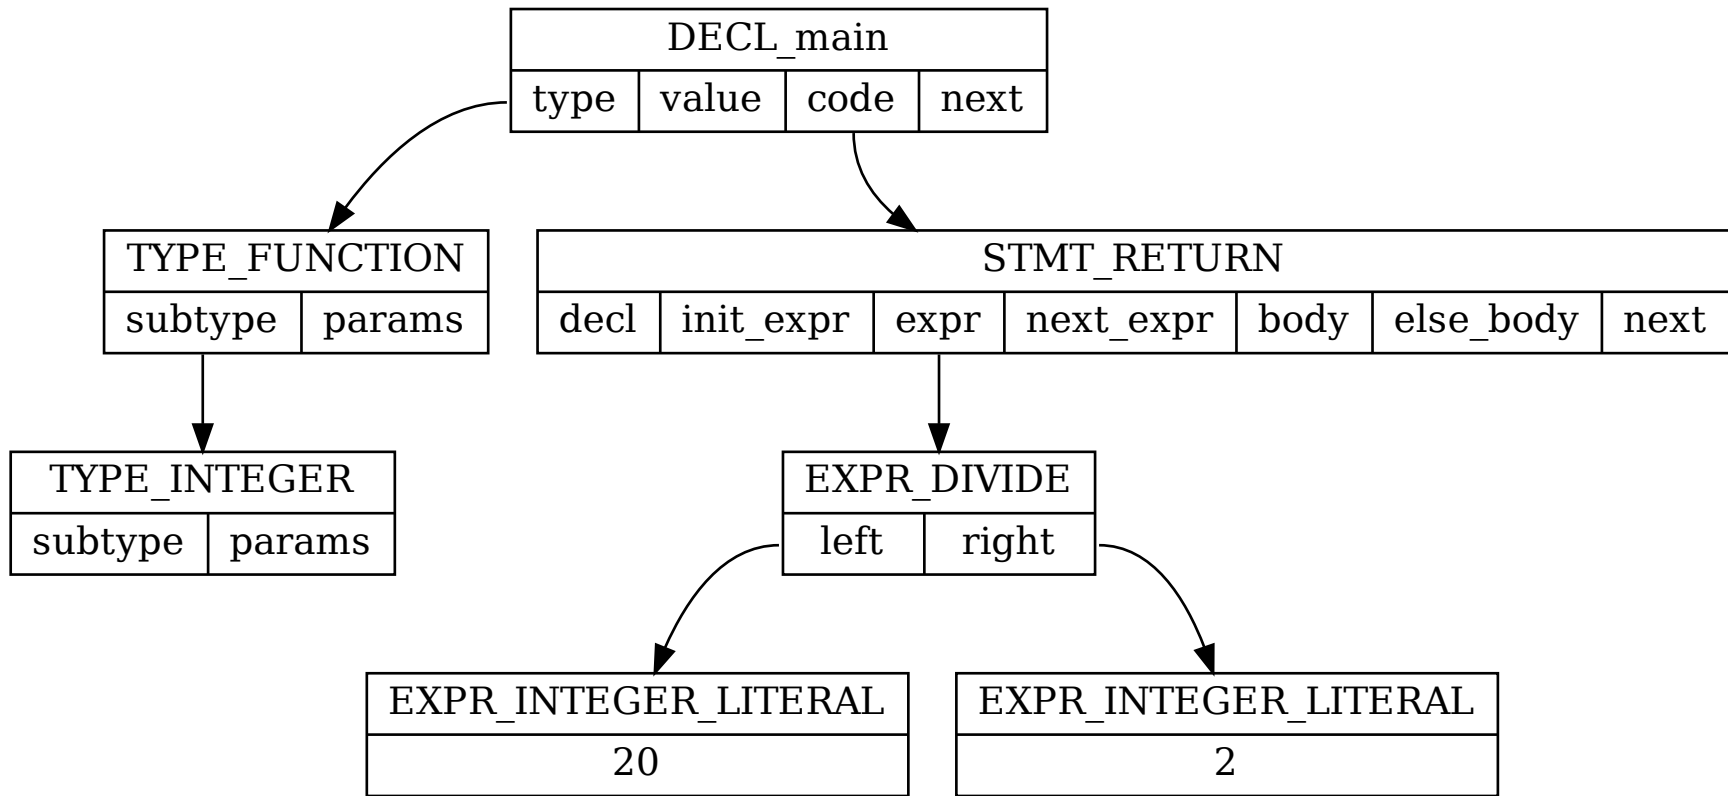 DECL_main
type value code next
TYPE_FUNCTION
subtype params
STMT_RETURN
decl init_expr expr next_expr body else_body next
TYPE_INTEGER
subtype params
EXPR_DIVIDE
left right
EXPR_INTEGER_LITERAL
20
EXPR_INTEGER_LITERAL
2